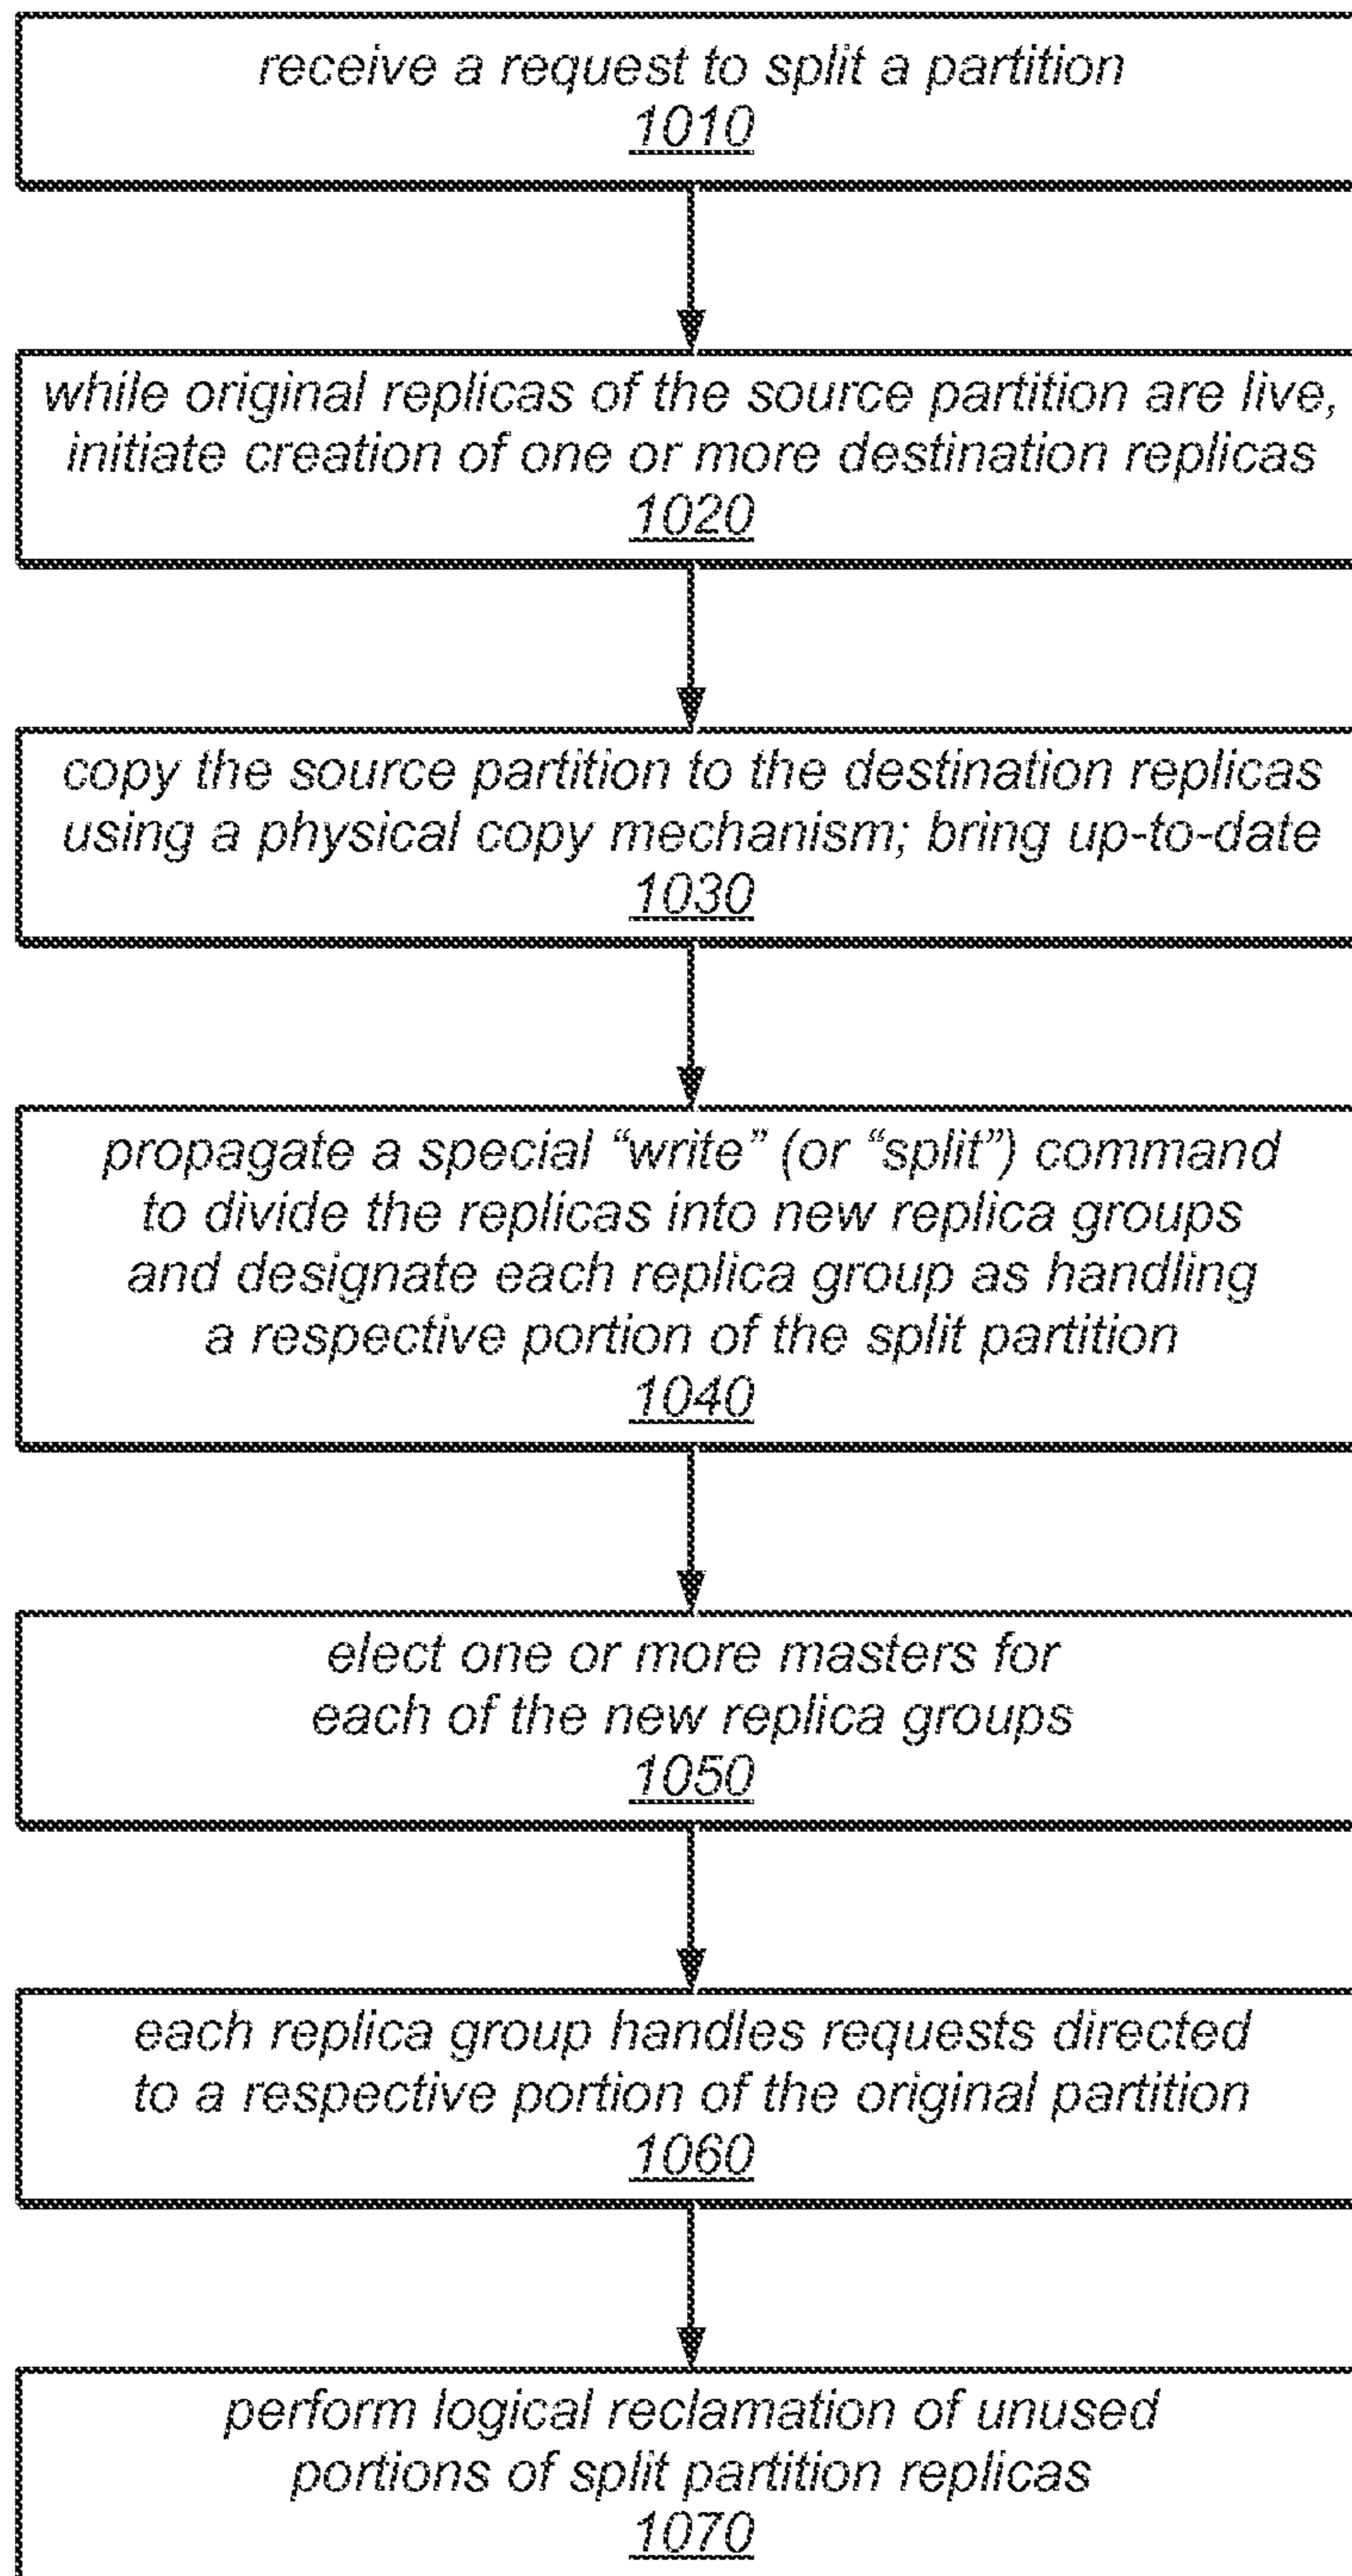 receive a request to split a partition
1010
while original replicas of the source partition are live,
initiate creation of one or more destination replicas
1020
copy the source partition to the destination replicas
using a physical copy mechanism; bring up-to-date
1030
propagate a special “write” (or “split”) command
to divide the replicas into new replica groups
and designate each replica group as handling
a respective portion of the split partition
1040
elect one or more masters for
each of the new replica groups
1050
each replica group handles requests directed
to a respective portion of the original partition
1060
perform logical reclamation of unused
portions of split partition replicas
1070